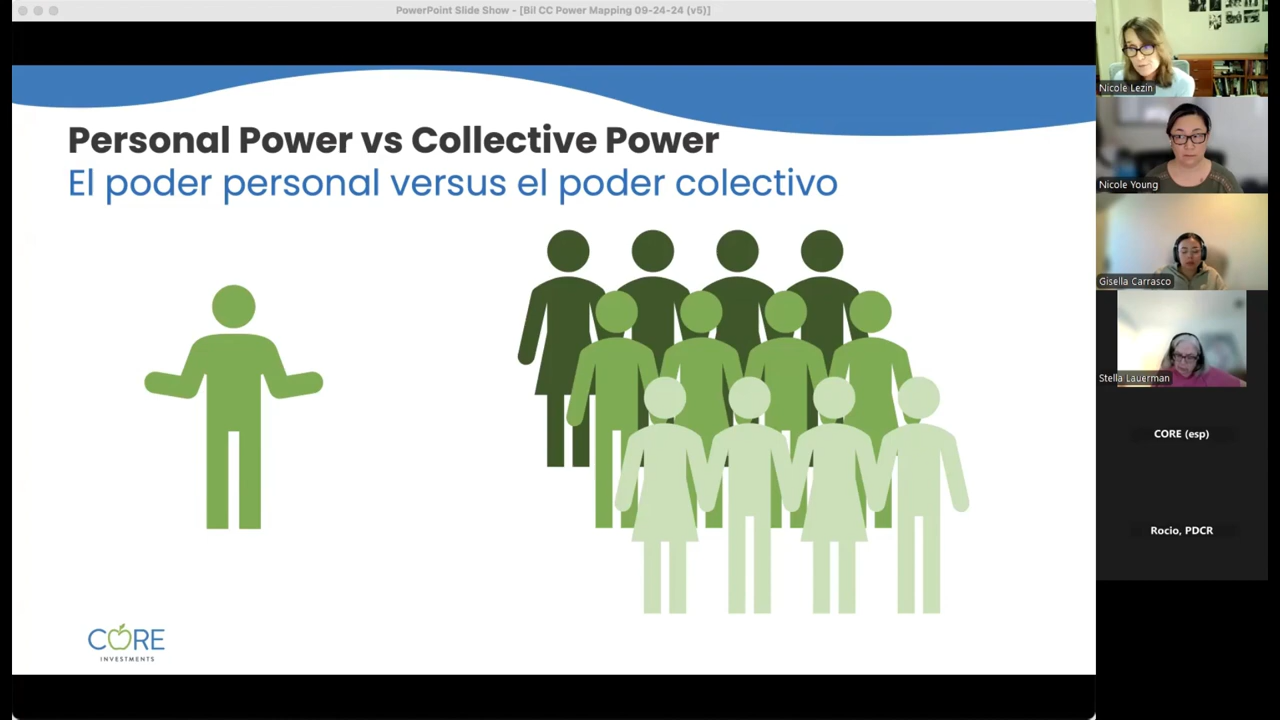 PowerPoint Slide Show - [Bil CC Power Mapping 09-24-24 (v5)]
Personal Power vs Collective Power
El poder personal versus el poder colectivo
CORE
INVESTMENTS
Nicole Lezin
Nicole Young
Gisella Carrasco
Stella Lauerman
CORE (esp)
Rocio, PDCR